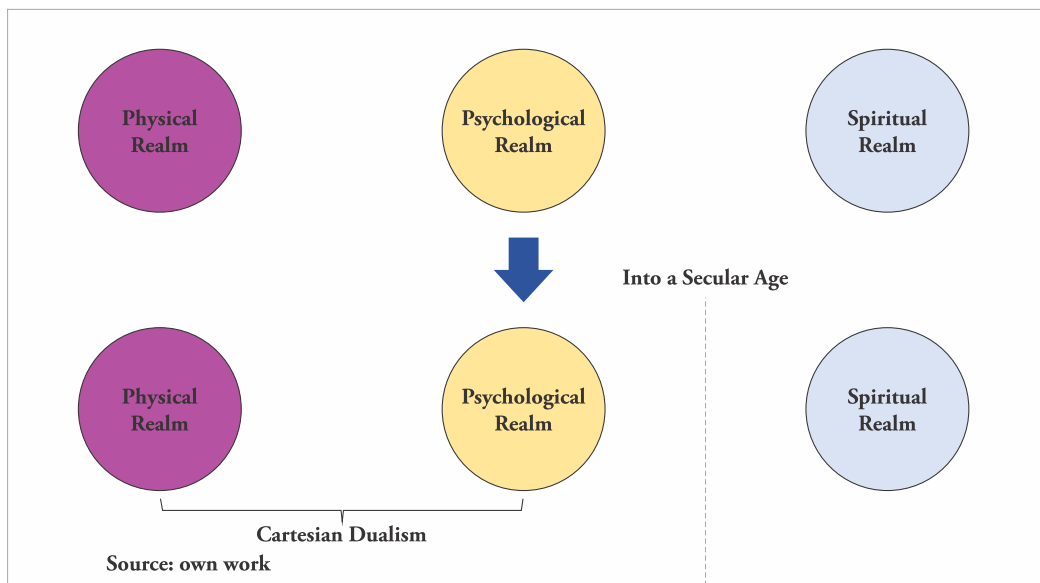 Physical
Realm
Psychological
Realm
Spiritual
Realm
Into a Secular Age
Physical
Realm
Psychological
Realm
Spiritual
Realm
Cartesian Dualism
Source: own work